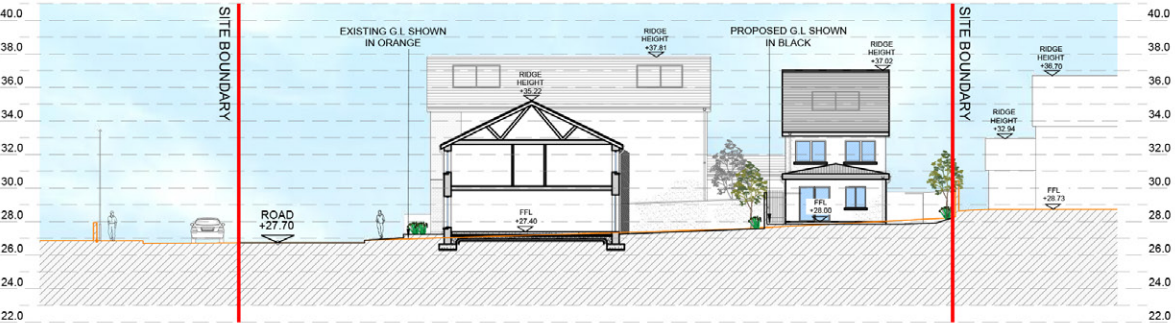 40.0
38.0
36.0
34.0
32.0
30.0
28.0
26.0
24.0
22.0
SITE BOUNDARY
EXISTING G.L SHOWN
IN ORANGE
RIDGE
HEIGHT
+35.22
RIDGE
HEIGHT
+37.81
PROPOSED G.L SHOWN
IN BLACK
RIDGE
HEIGHT
+37.02
SITE BOUNDARY
RIDGE
HEIGHT
+36.70
RIDGE
HEIGHT
+32.94
ROAD
+27.70
FFL
+27.40
FFL
+28.00
FFL
+28.73
40.0
38.0
36.0
34.0
32.0
30.0
28.0
26.0
24.0
22.0